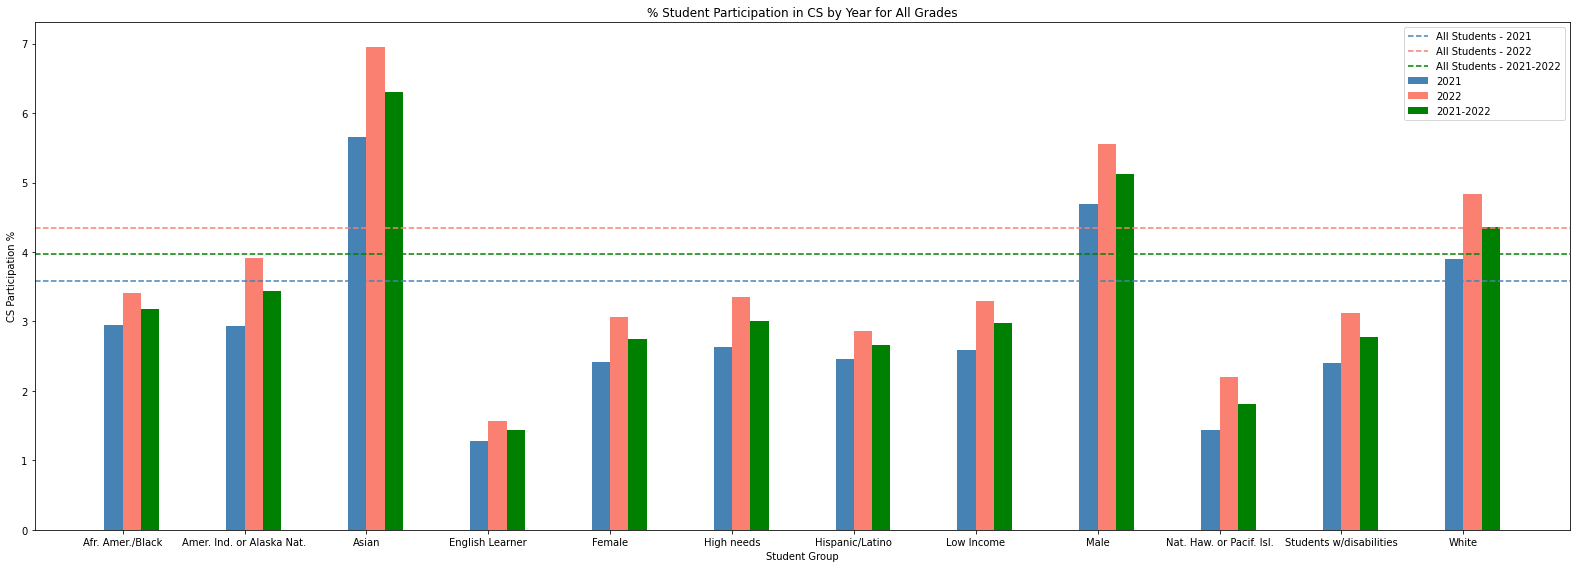 % Student Participation in CS by Year for All Grades
All Students - 2021
All Students - 2022
All Students - 2021-2022
2021
2022
2021-2022
CS Participation %
7
6
5
4
3
2
1
0
Afr. Amer./Black Amer. Ind. or Alaska Nat. Asian English Learner Female High needs Hispanic/Latino Low Income Male Nat. Haw. or Pacif. Isl. Students w/disabilities White
Student Group